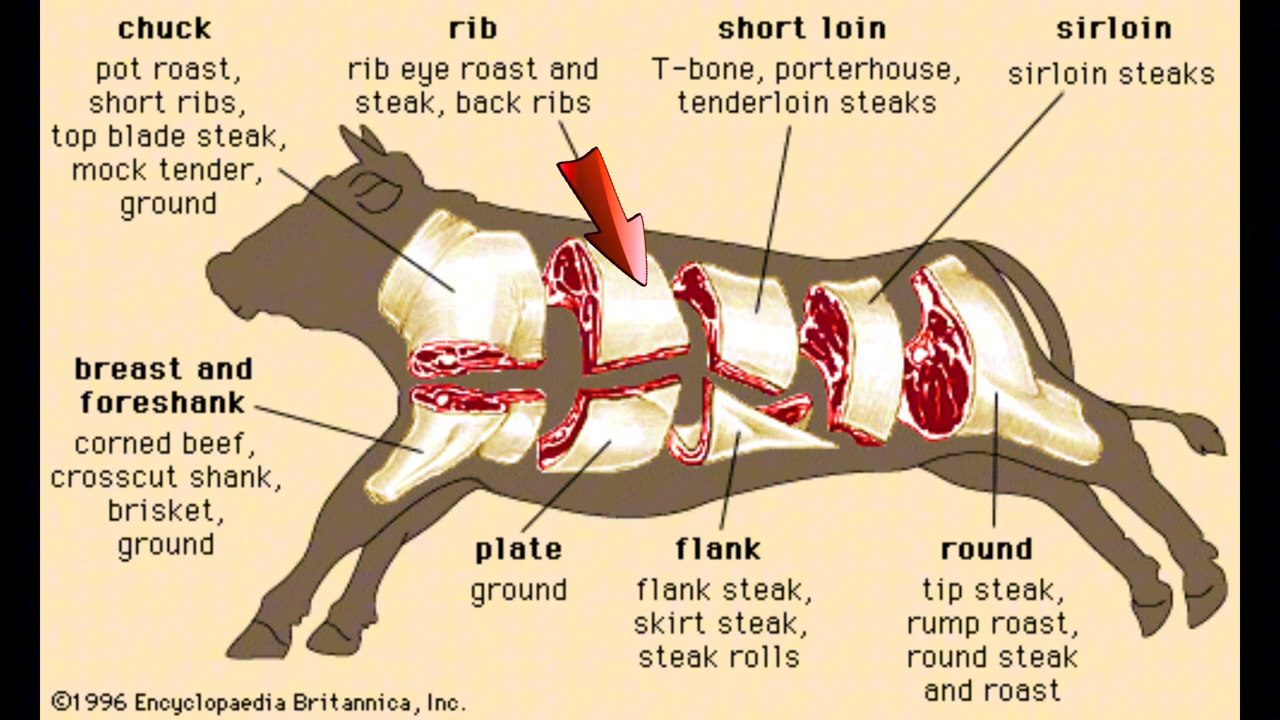 chuck
pot roast,
short ribs,
top blade steak,
mock tender,
ground
rib
rib eye roast and
steak, back ribs
short loin
T-bone, porterhouse,
tenderloin steaks
sirloin
sirloin steaks
breast and
foreshank
corned beef,
crosscut shank,
brisket,
ground
plate
ground
flank
flank steak,
skirt steak,
steak rolls
round
tip steak,
rump roast,
round steak
and roast
©1996 Encyclopaedia Britannica, Inc.